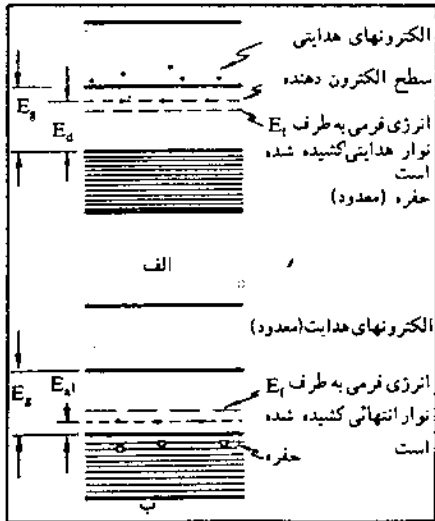 الکترونهای هدایتی
سطح الکترون دهنده
E_g
E_d
انرژی فرمی به طرف E_f
نوار هدایتی کشیده شده
است
حفره (معدود)
الف
الکترونهای هدایت (معدود)
E_g
E_a
انرژی فرمی به طرف E_f
نوار انتهائی کشیده شده
است
حفره
ب